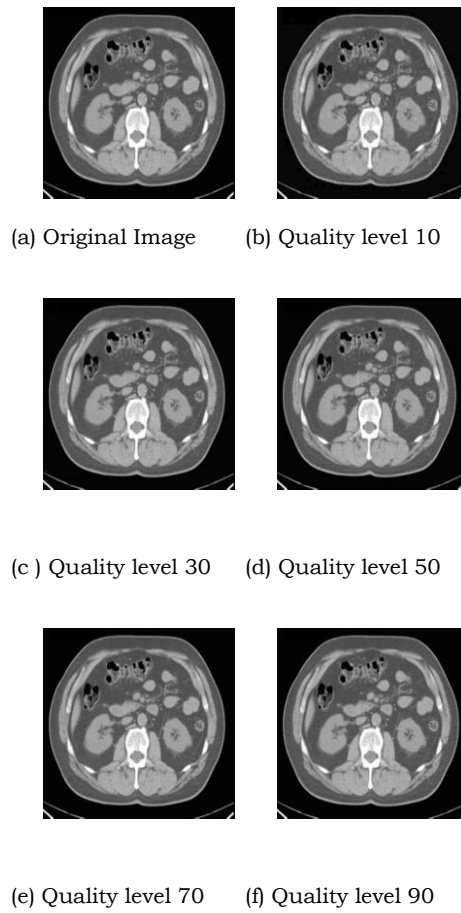 (a) Original Image (b) Quality level 10
(c ) Quality level 30 (d) Quality level 50
(e) Quality level 70 (f) Quality level 90